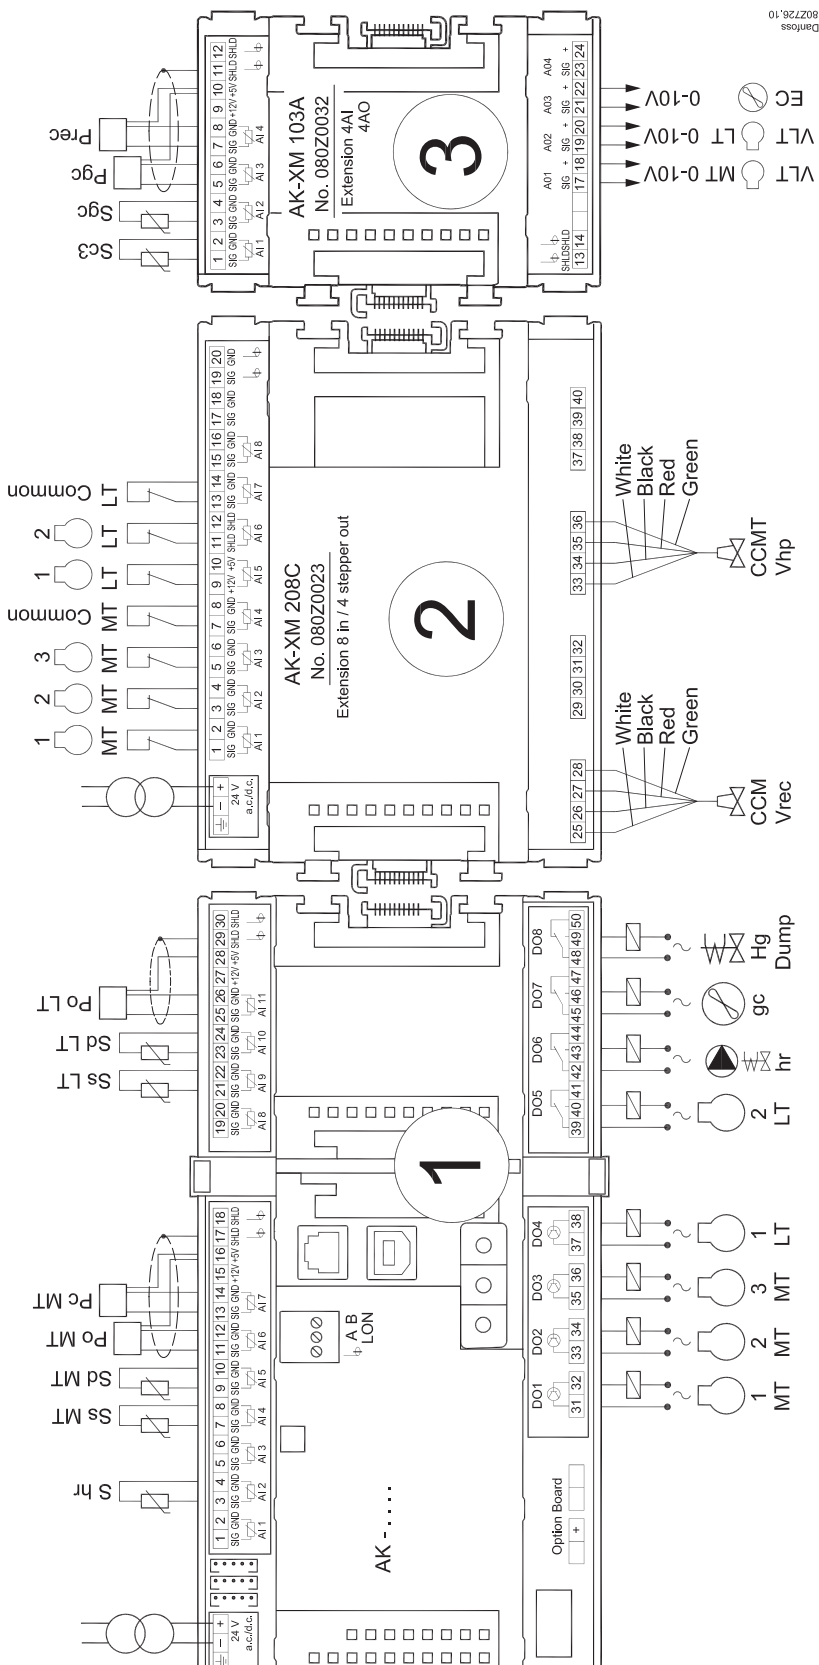 Danfoss
80Z726.10
S hr
Ss MT
Sd MT
Po MT
Pc MT
Ss LT
Sd LT
Po LT
– +
24 V
a.c./d.c.
1 2 3 4 5 6 7 8 9 10 11 12 13 14 15 16 17 18
SIG GND SIG GND SIG GND SIG GND SIG GND SIG GND SIG GND +12V +5V SHLD SHLD
AI 1 AI 2 AI 3 AI 4 AI 5 AI 6 AI 7
19 20 21 22 23 24 25 26 27 28 29 30
SIG GND SIG GND SIG GND SIG GND +12V +5V SHLD SHLD
AI 8 AI 9 AI 10 AI 11
AK - .....
A B
LON
1
Option Board
+
DO1 DO2 DO3 DO4
31 32 33 34 35 36 37 38
DO5 DO6 DO7 DO8
39 40 41 42 43 44 45 46 47 48 49 50
1
MT
2
MT
3
MT
1
LT
2
LT
hr
gc
Hg
Dump
1
MT
2
MT
3
MT
Common
MT
1
LT
2
LT
Common
LT
– +
24 V
a.c./d.c.
1 2 3 4 5 6 7 8 9 10 11 12 13 14 15 16 17 18 19 20
SIG GND SIG GND SIG GND SIG GND +12V +5V SHLD SHLD SIG GND SIG GND SIG GND SIG GND
AI 1 AI 2 AI 3 AI 4 AI 5 AI 6 AI 7 AI 8
AK-XM 208C
No. 080Z0023
Extension 8 in / 4 stepper out
2
25 26 27 28
29 30 31 32
33 34 35 36
37 38 39 40
White
Black
Red
Green
CCM
Vrec
White
Black
Red
Green
CCMT
Vhp
Sc3
Sgc
Pgc
Prec
1 2 3 4 5 6 7 8 9 10 11 12
SIG GND SIG GND SIG GND SIG GND +12V +5V SHLD SHLD
AI 1 AI 2 AI 3 AI 4
AK-XM 103A
No. 080Z0032
Extension 4AI
4AO
3
SHLD SHLD
13 14
A01 A02 A03 A04
SIG + SIG + SIG + SIG +
17 18 19 20 21 22 23 24
VLT MT 0-10V
VLT LT 0-10V
EC 0-10V